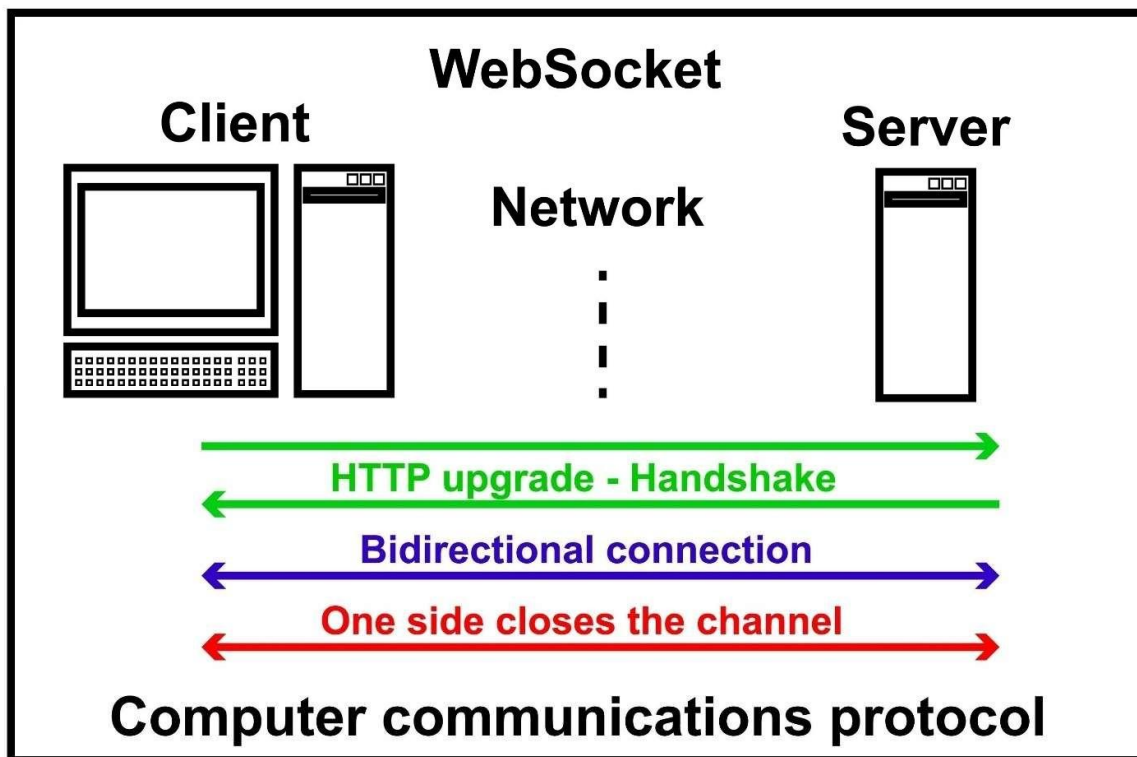 WebSocket
Client
Server
Network
HTTP upgrade - Handshake
Bidirectional connection
One side closes the channel
Computer communications protocol